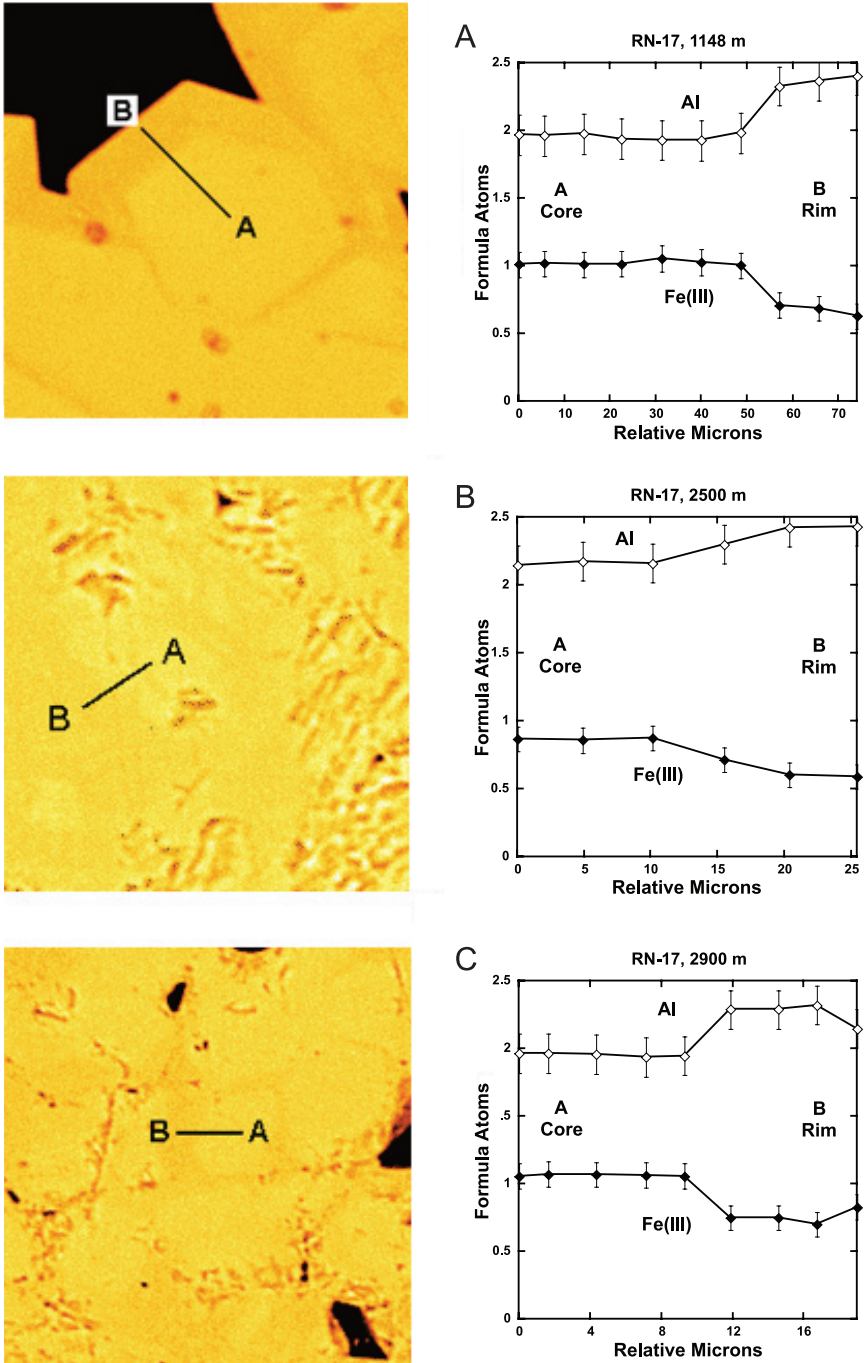 B
A
A
RN-17, 1148 m
2.5
2
1.5
1
0.5
0
Formula Atoms
Al
A
Core
B
Rim
Fe(III)
0 10 20 30 40 50 60 70
Relative Microns
A
B
B
RN-17, 2500 m
2.5
2
1.5
1
0.5
0
Formula Atoms
Al
A
Core
B
Rim
Fe(III)
0 5 10 15 20 25
Relative Microns
B A
C
RN-17, 2900 m
2.5
2
.5
1
0.5
0
Formula Atoms
Al
A
Core
B
Rim
Fe(III)
0 4 8 12 16
Relative Microns